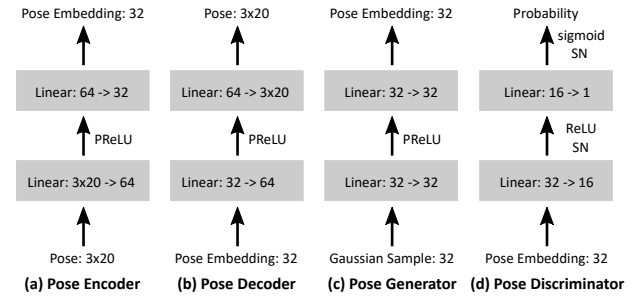 Pose Embedding: 32
Linear: 64 -> 32
PReLU
Linear: 3x20 -> 64
Pose: 3x20
(a) Pose Encoder
Pose: 3x20
Linear: 64 -> 3x20
PReLU
Linear: 32 -> 64
Pose Embedding: 32
(b) Pose Decoder
Pose Embedding: 32
Linear: 32 -> 32
PReLU
Linear: 32 -> 32
Gaussian Sample: 32
(c) Pose Generator
Probability
sigmoid
SN
Linear: 16 -> 1
ReLU
SN
Linear: 32 -> 16
Pose Embedding: 32
(d) Pose Discriminator